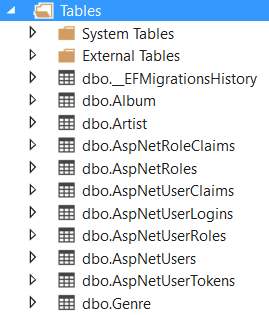 Tables
System Tables
External Tables
dbo.__EFMigrationsHistory
dbo.Album
dbo.Artist
dbo.AspNetRoleClaims
dbo.AspNetRoles
dbo.AspNetUserClaims
dbo.AspNetUserLogins
dbo.AspNetUserRoles
dbo.AspNetUsers
dbo.AspNetUserTokens
dbo.Genre